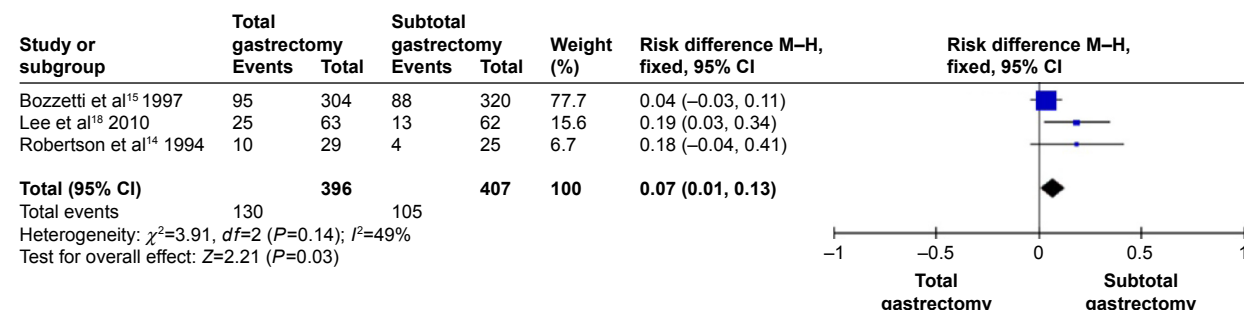 Total gastrectomy Subtotal gastrectomy
Study or subgroup Events Total Events Total Weight (%) Risk difference M–H, fixed, 95% CI Risk difference M–H, fixed, 95% CI
Bozzetti et al¹⁵ 1997 95 304 88 320 77.7 0.04 (–0.03, 0.11)
Lee et al¹⁸ 2010 25 63 13 62 15.6 0.19 (0.03, 0.34)
Robertson et al¹⁴ 1994 10 29 4 25 6.7 0.18 (–0.04, 0.41)
Total (95% CI) 396 407 100 0.07 (0.01, 0.13)
Total events 130 105
Heterogeneity: χ²=3.91, df=2 (P=0.14); I²=49%
Test for overall effect: Z=2.21 (P=0.03)
–1 –0.5 0 0.5 1
Total gastrectomy Subtotal gastrectomy